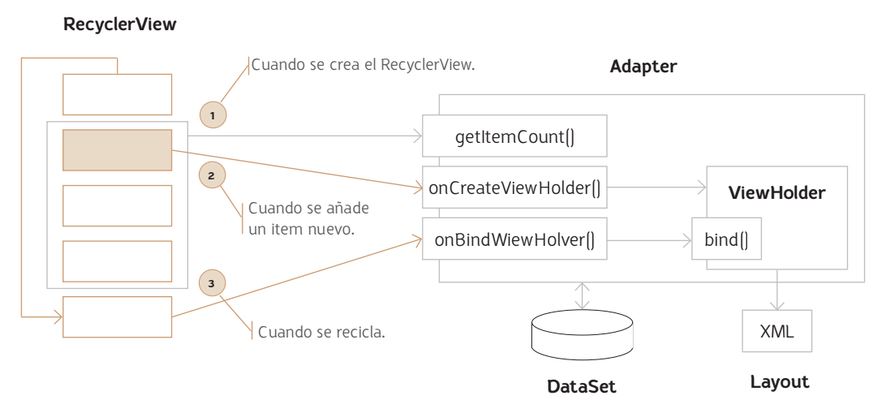 RecyclerView
Cuando se crea el RecyclerView.
Adapter
1
getItemCount()
2
onCreateViewHolder()
ViewHolder
Cuando se añade
un item nuevo.
onBindWiewHolver()
bind()
3
Cuando se recicla.
XML
DataSet
Layout